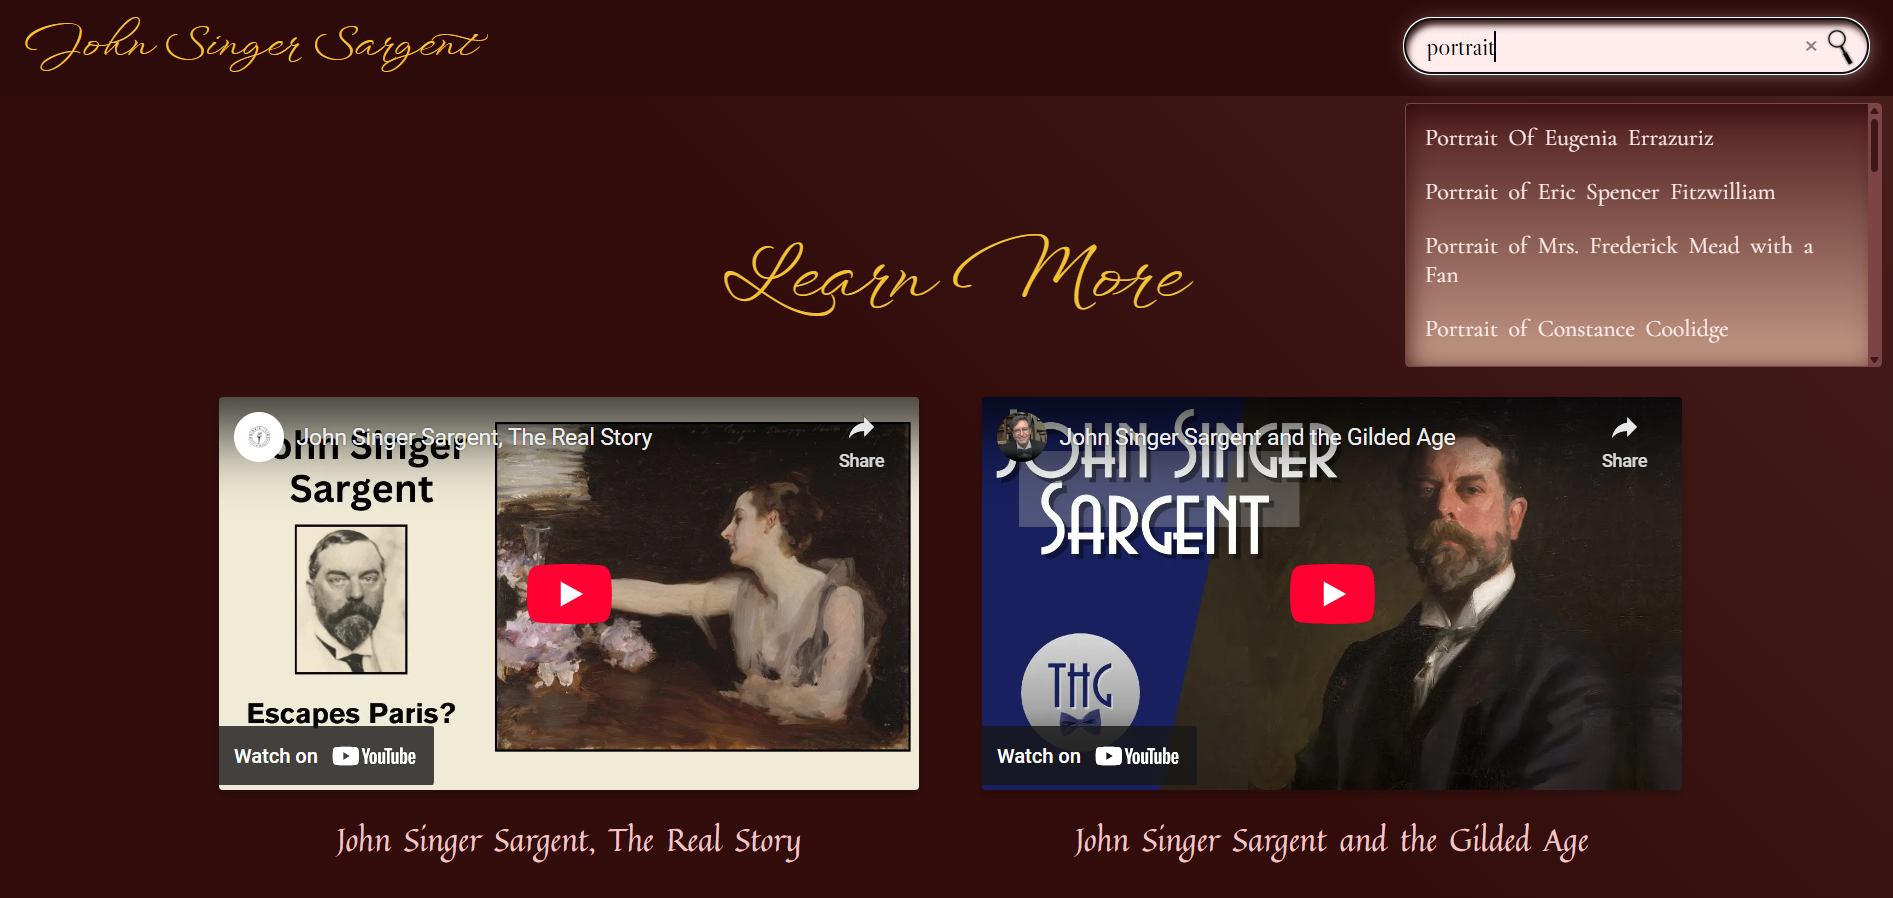 John Singer Sargent
portrait
Portrait Of Eugenia Errazuriz
Portrait of Eric Spencer Fitzwilliam
Portrait of Mrs. Frederick Mead with a
Fan
Portrait of Constance Coolidge
Learn More
John Singer Sargent, The Real Story
Share
John Singer
Sargent
Escapes Paris?
Watch on YouTube
John Singer Sargent and the Gilded Age
Share
JOHN SINGER
SARGENT
THG
Watch on YouTube
John Singer Sargent, The Real Story
John Singer Sargent and the Gilded Age